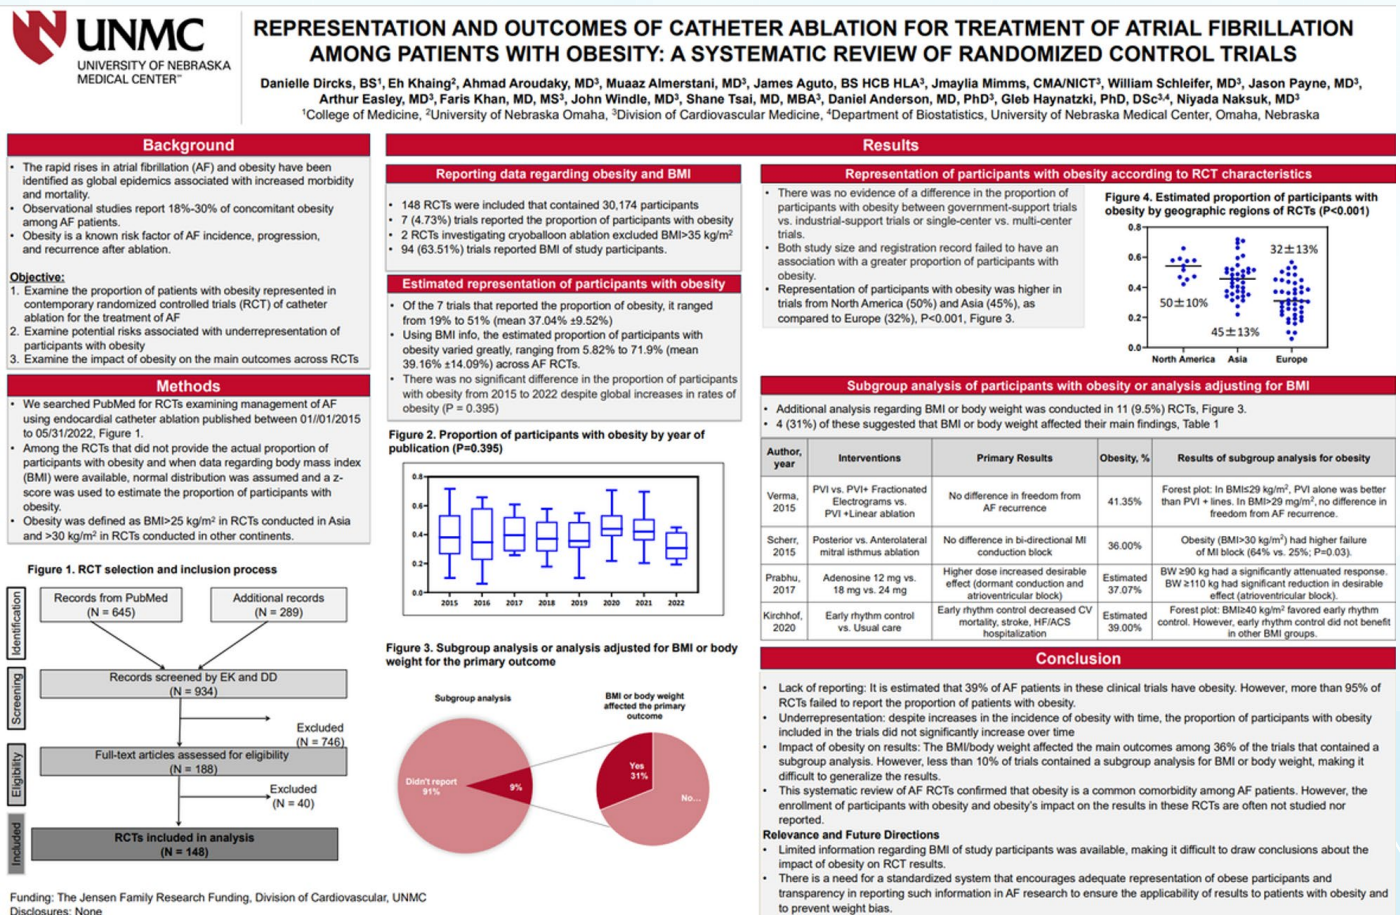 UNMC
UNIVERSITY OF NEBRASKA
MEDICAL CENTER™
REPRESENTATION AND OUTCOMES OF CATHETER ABLATION FOR TREATMENT OF ATRIAL FIBRILLATION
AMONG PATIENTS WITH OBESITY: A SYSTEMATIC REVIEW OF RANDOMIZED CONTROL TRIALS
Danielle Dircks, BS¹, Eh Khaing², Ahmad Aroudaky, MD³, Muaaz Almerstani, MD³, James Aguto, BS HCB HLA³, Jmaylia Mimms, CMA/NICT³, William Schleifer, MD³, Jason Payne, MD³,
Arthur Easley, MD³, Faris Khan, MD, MS³, John Windle, MD³, Shane Tsai, MD, MBA³, Daniel Anderson, MD, PhD³, Gleb Haynatzki, PhD, DSc³,⁴, Niyada Naksuk, MD³
¹College of Medicine, ²University of Nebraska Omaha, ³Division of Cardiovascular Medicine, ⁴Department of Biostatistics, University of Nebraska Medical Center, Omaha, Nebraska
Background
• The rapid rises in atrial fibrillation (AF) and obesity have been
identified as global epidemics associated with increased morbidity
and mortality.
• Observational studies report 18%-30% of concomitant obesity
among AF patients.
• Obesity is a known risk factor of AF incidence, progression,
and recurrence after ablation.
Objective:
1. Examine the proportion of patients with obesity represented in
contemporary randomized controlled trials (RCT) of catheter
ablation for the treatment of AF
2. Examine potential risks associated with underrepresentation of
participants with obesity
3. Examine the impact of obesity on the main outcomes across RCTs
Methods
• We searched PubMed for RCTs examining management of AF
using endocardial catheter ablation published between 01//01/2015
to 05/31/2022, Figure 1.
• Among the RCTs that did not provide the actual proportion of
participants with obesity and when data regarding body mass index
(BMI) were available, normal distribution was assumed and a z-
score was used to estimate the proportion of participants with
obesity.
• Obesity was defined as BMI>25 kg/m² in RCTs conducted in Asia
and >30 kg/m² in RCTs conducted in other continents.
Figure 1. RCT selection and inclusion process
Identification
Records from PubMed
(N = 645)
Additional records
(N = 289)
Screening
Records screened by EK and DD
(N = 934)
Excluded
(N = 746)
Eligibility
Full-text articles assessed for eligibility
(N = 188)
Excluded
(N = 40)
Included
RCTs included in analysis
(N = 148)
Funding: The Jensen Family Research Funding, Division of Cardiovascular, UNMC
Disclosures: None
Results
Reporting data regarding obesity and BMI
• 148 RCTs were included that contained 30,174 participants
• 7 (4.73%) trials reported the proportion of participants with obesity
• 2 RCTs investigating cryoballoon ablation excluded BMI>35 kg/m²
• 94 (63.51%) trials reported BMI of study participants.
Estimated representation of participants with obesity
• Of the 7 trials that reported the proportion of obesity, it ranged
from 19% to 51% (mean 37.04% ±9.52%)
• Using BMI info, the estimated proportion of participants with
obesity varied greatly, ranging from 5.82% to 71.9% (mean
39.16% ±14.09%) across AF RCTs.
• There was no significant difference in the proportion of participants
with obesity from 2015 to 2022 despite global increases in rates of
obesity (P = 0.395)
Figure 2. Proportion of participants with obesity by year of
publication (P=0.395)
0.8
0.6
0.4
0.2
0.0
2015 2016 2017 2018 2019 2020 2021 2022
Figure 3. Subgroup analysis or analysis adjusted for BMI or body
weight for the primary outcome
Subgroup analysis
Didn't report
91%
9%
BMI or body weight
affected the primary
outcome
Yes
31%
No...
Representation of participants with obesity according to RCT characteristics
• There was no evidence of a difference in the proportion of
participants with obesity between government-support trials
vs. industrial-support trials or single-center vs. multi-center
trials.
• Both study size and registration record failed to have an
association with a greater proportion of participants with
obesity.
• Representation of participants with obesity was higher in
trials from North America (50%) and Asia (45%), as
compared to Europe (32%), P<0.001, Figure 3.
Figure 4. Estimated proportion of participants with
obesity by geographic regions of RCTs (P<0.001)
0.8
0.6
0.4
0.2
0.0
50±10%
45±13%
32±13%
North America Asia Europe
Subgroup analysis of participants with obesity or analysis adjusting for BMI
• Additional analysis regarding BMI or body weight was conducted in 11 (9.5%) RCTs, Figure 3.
• 4 (31%) of these suggested that BMI or body weight affected their main findings, Table 1
Author, year Interventions Primary Results Obesity, % Results of subgroup analysis for obesity
Verma, 2015 PVI vs. PVI+ Fractionated Electrograms vs. PVI +Linear ablation No difference in freedom from AF recurrence 41.35% Forest plot: In BMI≤29 kg/m², PVI alone was better than PVI + lines. In BMI>29 mg/m², no difference in freedom from AF recurrence.
Scherr, 2015 Posterior vs. Anterolateral mitral isthmus ablation No difference in bi-directional MI conduction block 36.00% Obesity (BMI>30 kg/m²) had higher failure of MI block (64% vs. 25%; P=0.03).
Prabhu, 2017 Adenosine 12 mg vs. 18 mg vs. 24 mg Higher dose increased desirable effect (dormant conduction and atrioventricular block). Estimated 37.07% BW ≥90 kg had a significantly attenuated response. BW ≥110 kg had significant reduction in desirable effect (atrioventricular block).
Kirchhof, 2020 Early rhythm control vs. Usual care Early rhythm control decreased CV mortality, stroke, HF/ACS hospitalization Estimated 39.00% Forest plot: BMI≥40 kg/m² favored early rhythm control. However, early rhythm control did not benefit in other BMI groups.
Conclusion
• Lack of reporting: It is estimated that 39% of AF patients in these clinical trials have obesity. However, more than 95% of
RCTs failed to report the proportion of patients with obesity.
• Underrepresentation: despite increases in the incidence of obesity with time, the proportion of participants with obesity
included in the trials did not significantly increase over time
• Impact of obesity on results: The BMI/body weight affected the main outcomes among 36% of the trials that contained a
subgroup analysis. However, less than 10% of trials contained a subgroup analysis for BMI or body weight, making it
difficult to generalize the results.
• This systematic review of AF RCTs confirmed that obesity is a common comorbidity among AF patients. However, the
enrollment of participants with obesity and obesity's impact on the results in these RCTs are often not studied nor
reported.
Relevance and Future Directions
• Limited information regarding BMI of study participants was available, making it difficult to draw conclusions about the
impact of obesity on RCT results.
• There is a need for a standardized system that encourages adequate representation of obese participants and
transparency in reporting such information in AF research to ensure the applicability of results to patients with obesity and
to prevent weight bias.